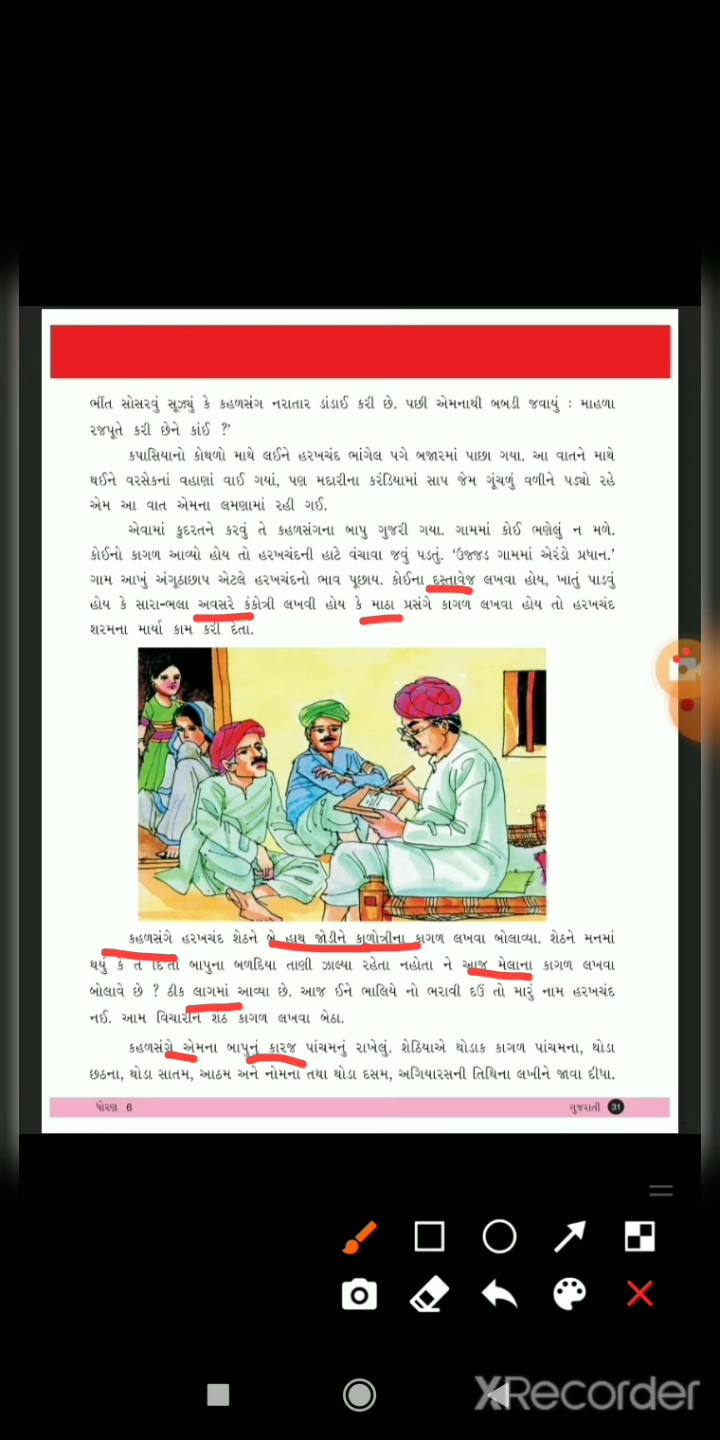 ભીંત સોસરવું સૂઝ્યું કે કહળસંગ નરાતાર ડાંડાઈ કરી છે. પછી એમનાથી બબડી જવાયું : માહળા
રજપૂતે કરી છેને કાંઈ ?’
કપાસિયાનો કોથળો માથે લઈને હરખચંદ ભાંગેલ પગે બજારમાં પાછા ગયા. આ વાતને માથે
થઈને વરસેકનાં વહાણાં વાઈ ગયાં, પણ મદારીના કરંડિયામાં સાપ જેમ ગૂંચળું વળીને પડ્યો રહે
એમ આ વાત એમના લમણામાં રહી ગઈ.
એવામાં કુદરતને કરવું તે કહળસંગના બાપુ ગુજરી ગયા. ગામમાં કોઈ ભણેલું ન મળે.
કોઈનો કાગળ આવ્યો હોય તો હરખચંદની હાટે વંચાવા જવું પડતું. ‘ઉજ્જડ ગામમાં એરંડો પ્રધાન.’
ગામ આખું અંગૂઠાછાપ એટલે હરખચંદનો ભાવ પૂછાય. કોઈના દસ્તાવેજ લખવા હોય, ખાતું પાડવું
હોય કે સારા-ભલા અવસરે કંકોત્રી લખવી હોય કે માઠા પ્રસંગે કાગળ લખવા હોય તો હરખચંદ
શરમના માર્યા કામ કરી દેતા.
કહળસંગે હરખચંદ શેઠને બે હાથ જોડીને કાળોત્રીના કાગળ લખવા બોલાવ્યા. શેઠને મનમાં
થયું કે તે દિ’તો બાપુના બળદિયા તાણી ઝાલ્યા રહેતા નહોતા ને આજ મેલાના કાગળ લખવા
બોલાવે છે ? ઠીક લાગમાં આવ્યા છે. આજ ઈને ભાલિયે નો ભરાવી દઉં તો મારું નામ હરખચંદ
નઈ. આમ વિચારીને શેઠ કાગળ લખવા બેઠા.
કહળસંગે એમના બાપુનું કારજ પાંચમનું રાખેલું. શેઠિયાએ થોડાક કાગળ પાંચમના, થોડા
છઠના, થોડા સાતમ, આઠમ અને નોમના તથા થોડા દસમ, અગિયારસની તિથિના લખીને જાવા દીધા.
ધોરણ 6
ગુજરાતી 31
XRecorder